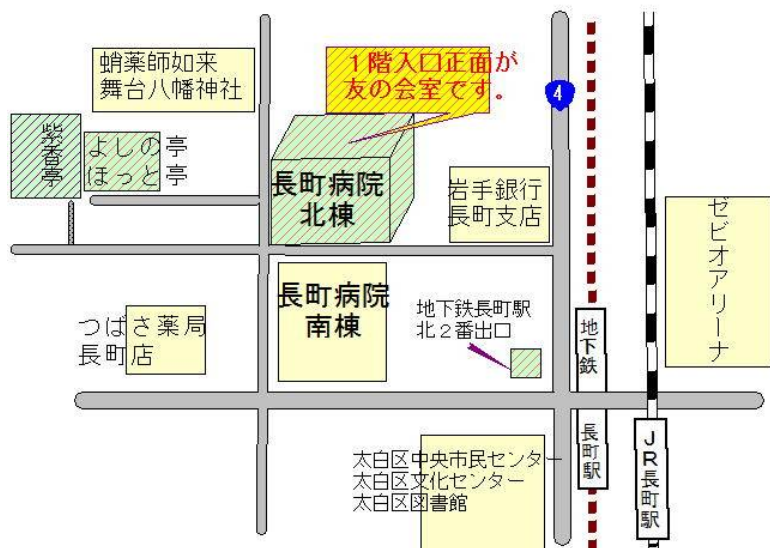 蛸薬師如来
舞台八幡神社
1階入口正面が
友の会室です。
4
紫香亭
よしの亭
ほっと亭
長町病院
北棟
岩手銀行
長町支店
ゼビオアリーナ
長町病院
南棟
つばさ薬局
長町店
地下鉄長町駅
北2番出口
地下鉄 長町駅
JR長町駅
太白区中央市民センター
太白区文化センター
太白区図書館